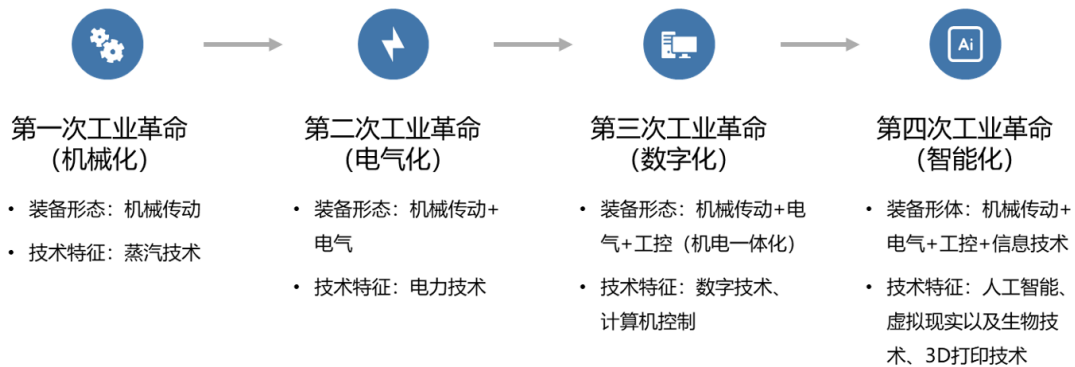 Ai
第一次工业革命
（机械化）
• 装备形态：机械传动
• 技术特征：蒸汽技术
第二次工业革命
（电气化）
• 装备形态：机械传动+
电气
• 技术特征：电力技术
第三次工业革命
（数字化）
• 装备形态：机械传动+电
气+工控（机电一体化）
• 技术特征：数字技术、
计算机控制
第四次工业革命
（智能化）
• 装备形体：机械传动+
电气+工控+信息技术
• 技术特征：人工智能、
虚拟现实以及生物技
术、3D打印技术